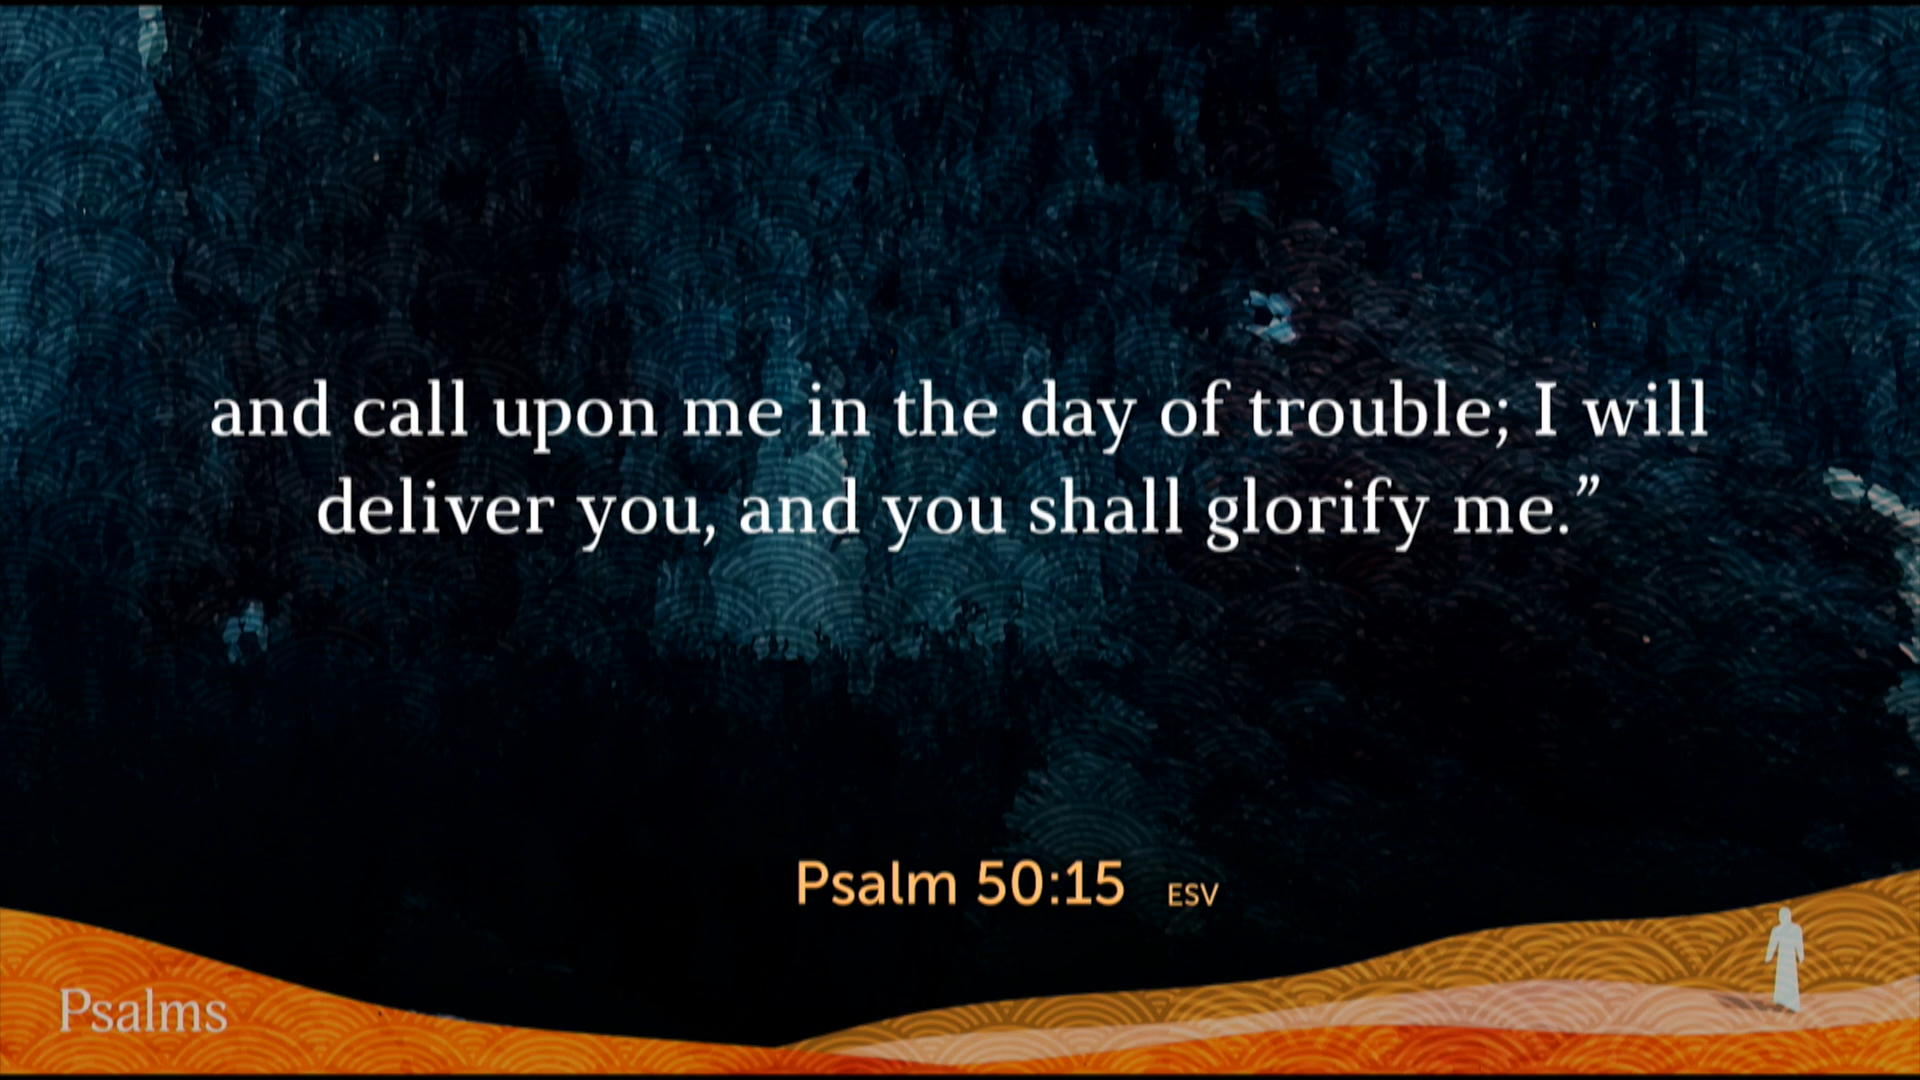 and call upon me in the day of trouble; I will
deliver you, and you shall glorify me.”
Psalm 50:15 ESV
Psalms